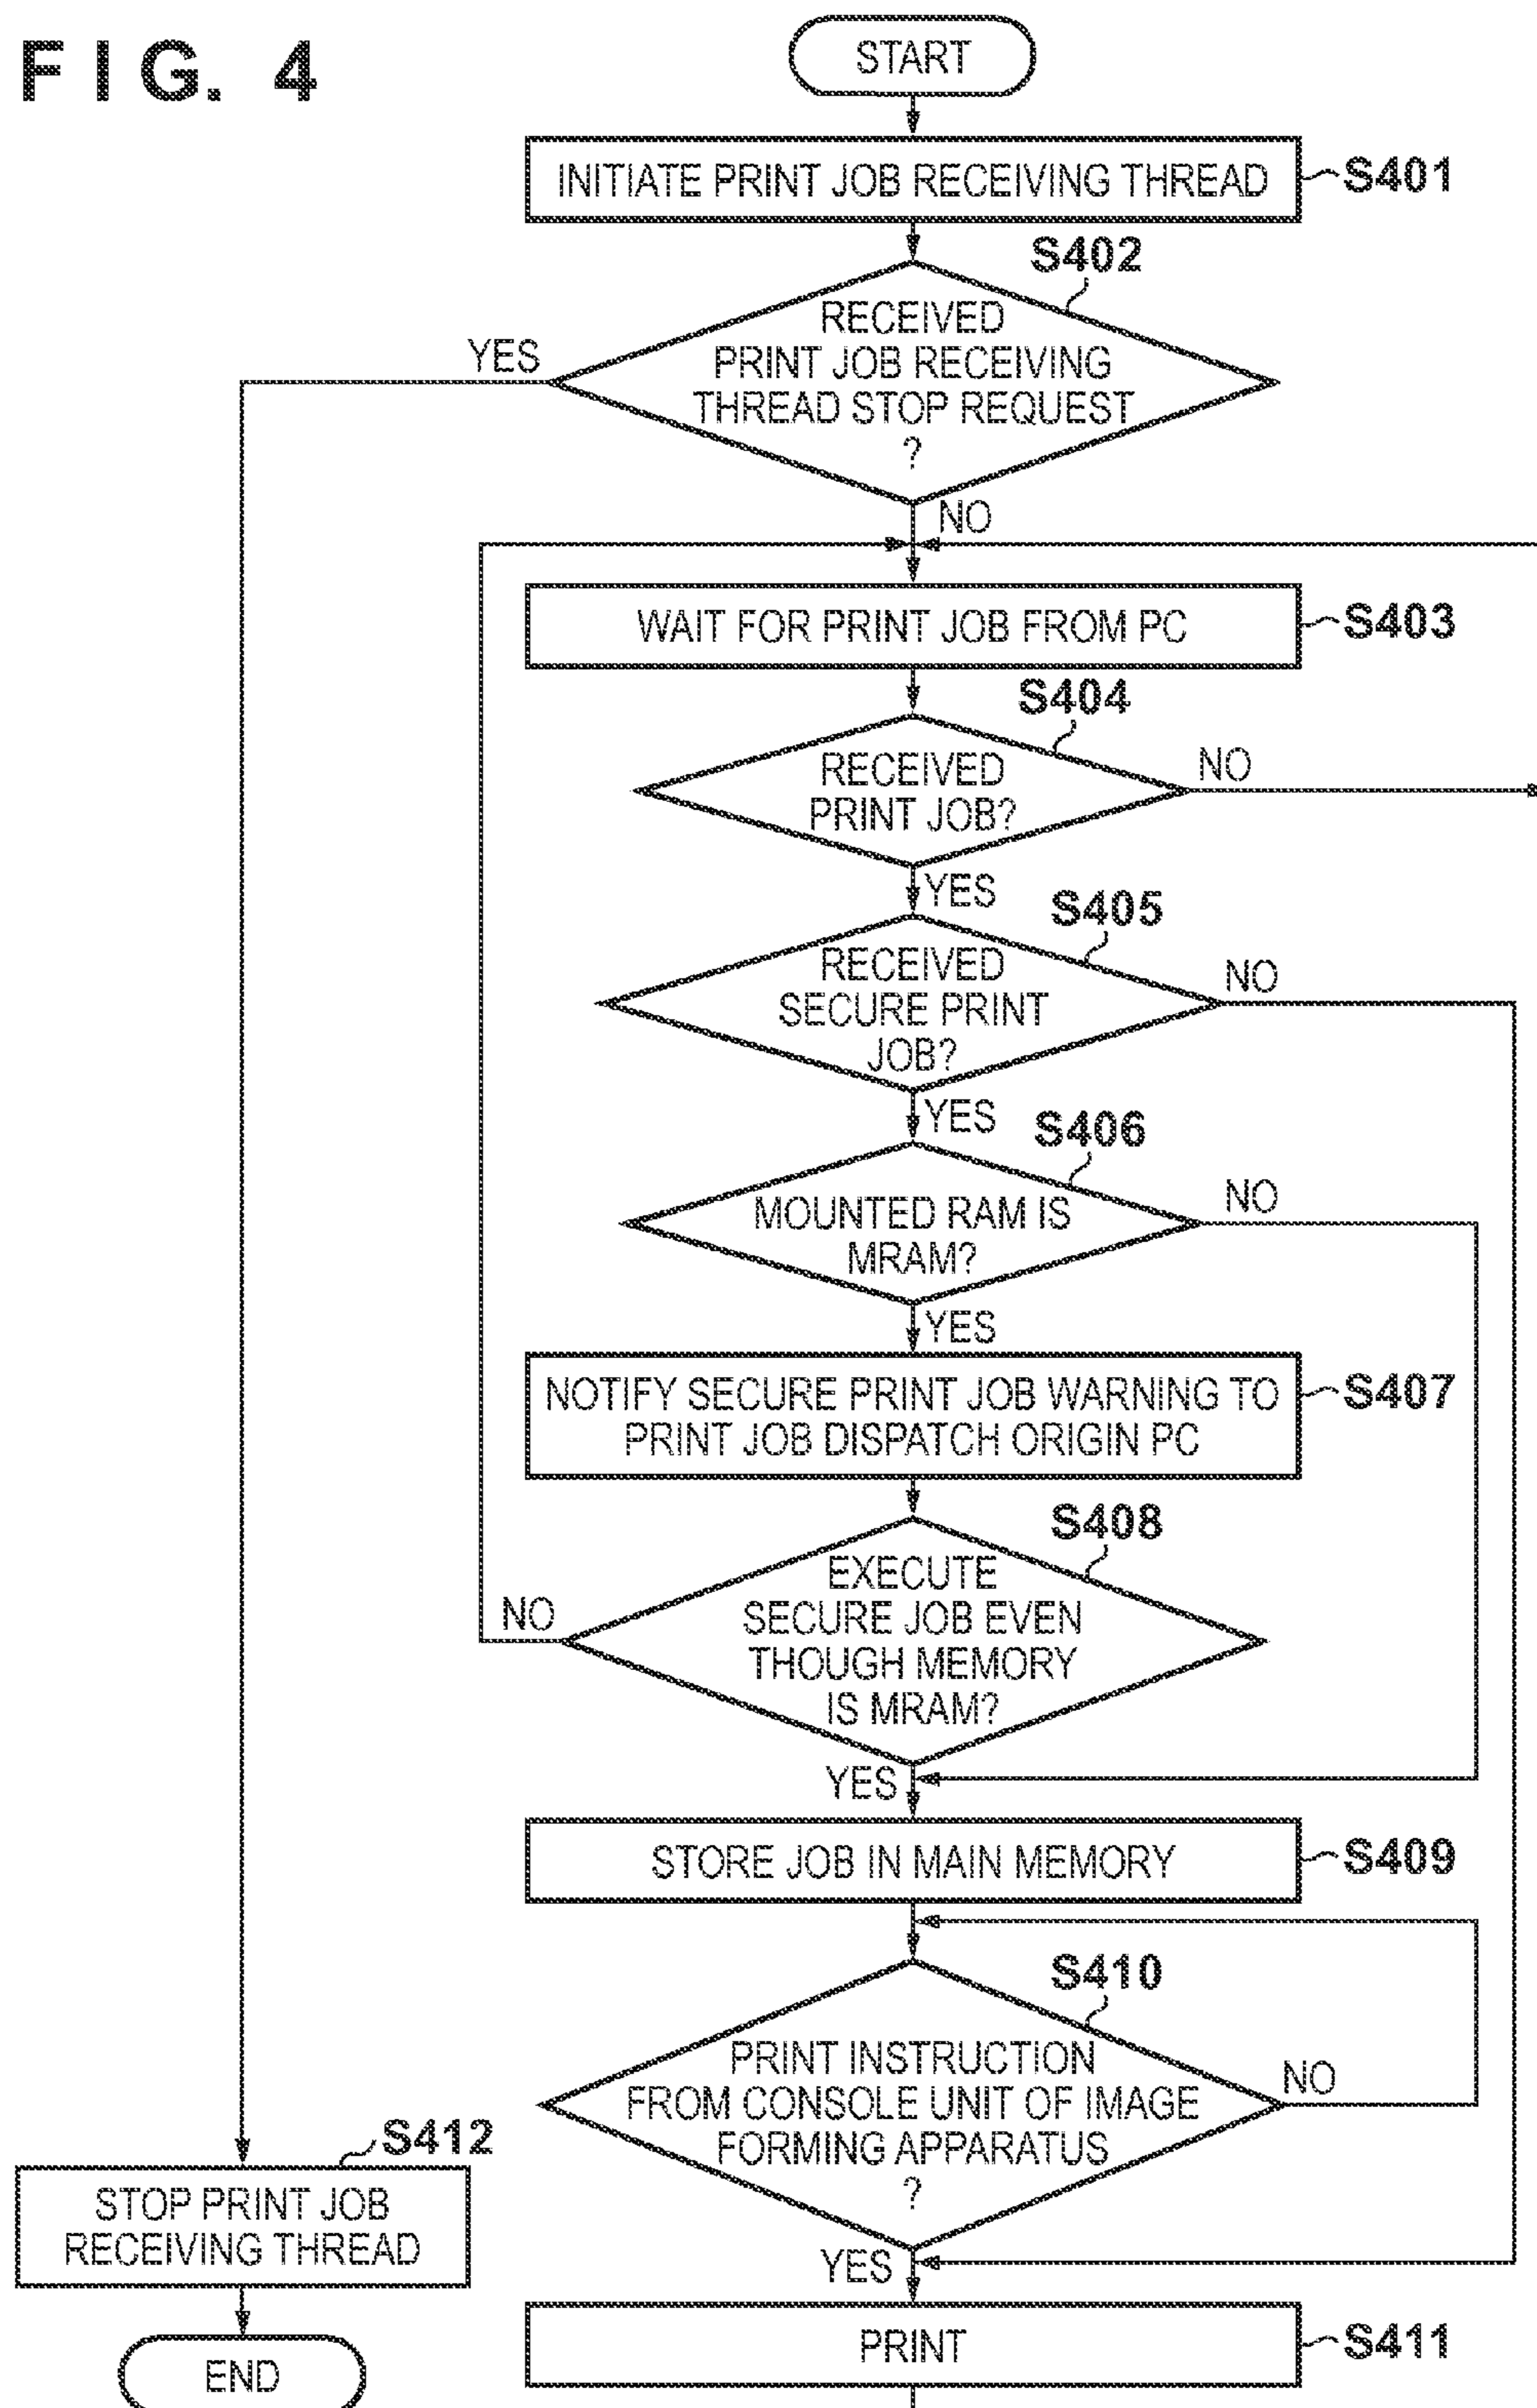 FIG. 4
START
INITIATE PRINT JOB RECEIVING THREAD
S401
S402
RECEIVED
PRINT JOB RECEIVING
THREAD STOP REQUEST
?
YES
NO
WAIT FOR PRINT JOB FROM PC
S403
S404
RECEIVED
PRINT JOB?
NO
YES
S405
RECEIVED
SECURE PRINT
JOB?
NO
YES
S406
MOUNTED RAM IS
MRAM?
NO
YES
NOTIFY SECURE PRINT JOB WARNING TO
PRINT JOB DISPATCH ORIGIN PC
S407
S408
EXECUTE
SECURE JOB EVEN
THOUGH MEMORY
IS MRAM?
NO
YES
STORE JOB IN MAIN MEMORY
S409
S410
PRINT INSTRUCTION
FROM CONSOLE UNIT OF IMAGE
FORMING APPARATUS
?
NO
YES
S412
STOP PRINT JOB
RECEIVING THREAD
END
PRINT
S411